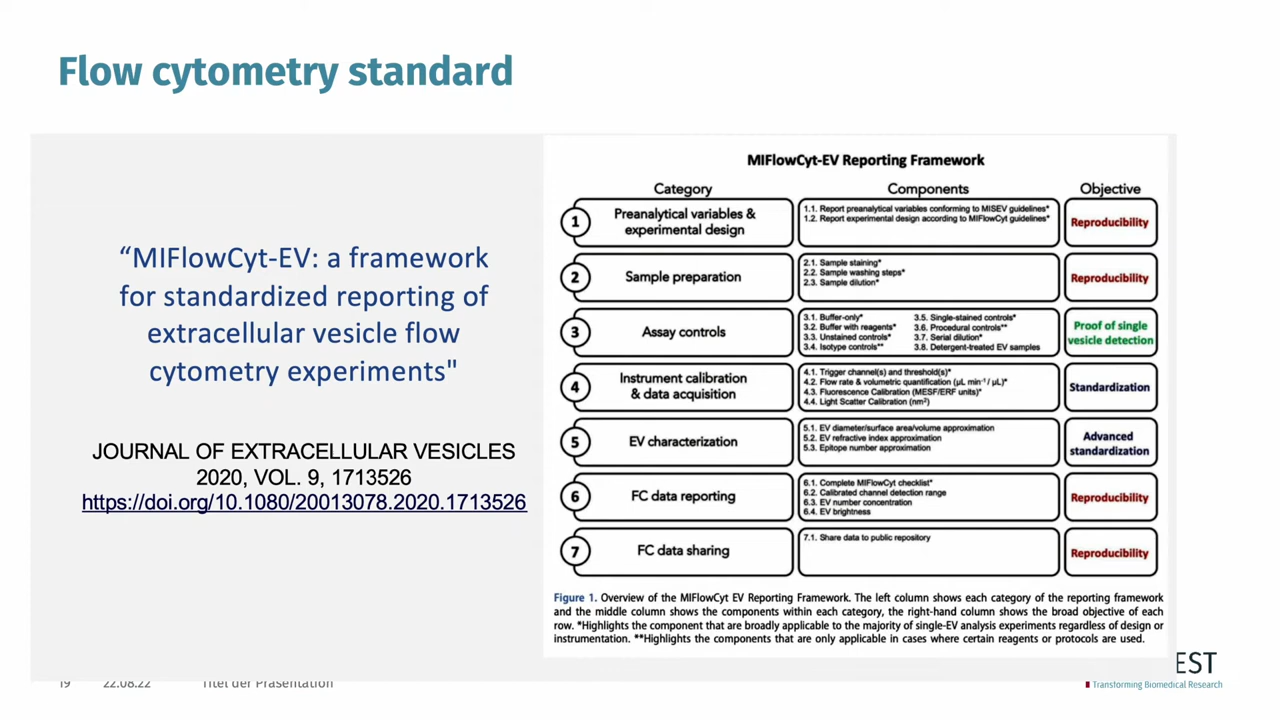 Flow cytometry standard
“MIFlowCyt-EV: a framework
for standardized reporting of
extracellular vesicle flow
cytometry experiments"
JOURNAL OF EXTRACELLULAR VESICLES
2020, VOL. 9, 1713526
https://doi.org/10.1080/20013078.2020.1713526
MIFlowCyt-EV Reporting Framework
Category Components Objective
1 Preanalytical variables &
experimental design
1.1. Report preanalytical variables conforming to MISEV guidelines*
1.2. Report experimental design according to MIFlowCyt guidelines*
Reproducibility
2 Sample preparation
2.1. Sample staining*
2.2. Sample washing steps*
2.3. Sample dilution*
Reproducibility
3 Assay controls
3.1. Buffer-only*
3.2. Buffer with reagents*
3.3. Unstained controls*
3.4. Isotype controls**
3.5. Single-stained controls*
3.6. Procedural controls**
3.7. Serial dilution*
3.8. Detergent-treated EV samples
Proof of single
vesicle detection
4 Instrument calibration
& data acquisition
4.1. Trigger channel(s) and threshold(s)*
4.2. Flow rate & volumetric quantification (μL min⁻¹ / μL)*
4.3. Fluorescence Calibration (MESF/ERF units)*
4.4. Light Scatter Calibration (nm²)
Standardization
5 EV characterization
5.1. EV diameter/surface area/volume approximation
5.2. EV refractive index approximation
5.3. Epitope number approximation
Advanced
standardization
6 FC data reporting
6.1. Complete MIFlowCyt checklist*
6.2. Calibrated channel detection range
6.3. EV number concentration
6.4. EV brightness
Reproducibility
7 FC data sharing
7.1. Share data to public repository
Reproducibility
Figure 1. Overview of the MIFlowCyt EV Reporting Framework. The left column shows each category of the reporting framework
and the middle column shows the components within each category, the right-hand column shows the broad objective of each
row. *Highlights the component that are broadly applicable to the majority of single-EV analysis experiments regardless of design or
instrumentation. **Highlights the components that are only applicable in cases where certain reagents or protocols are used.
19 22.08.22 Titel der Präsentation
EST
Transforming Biomedical Research